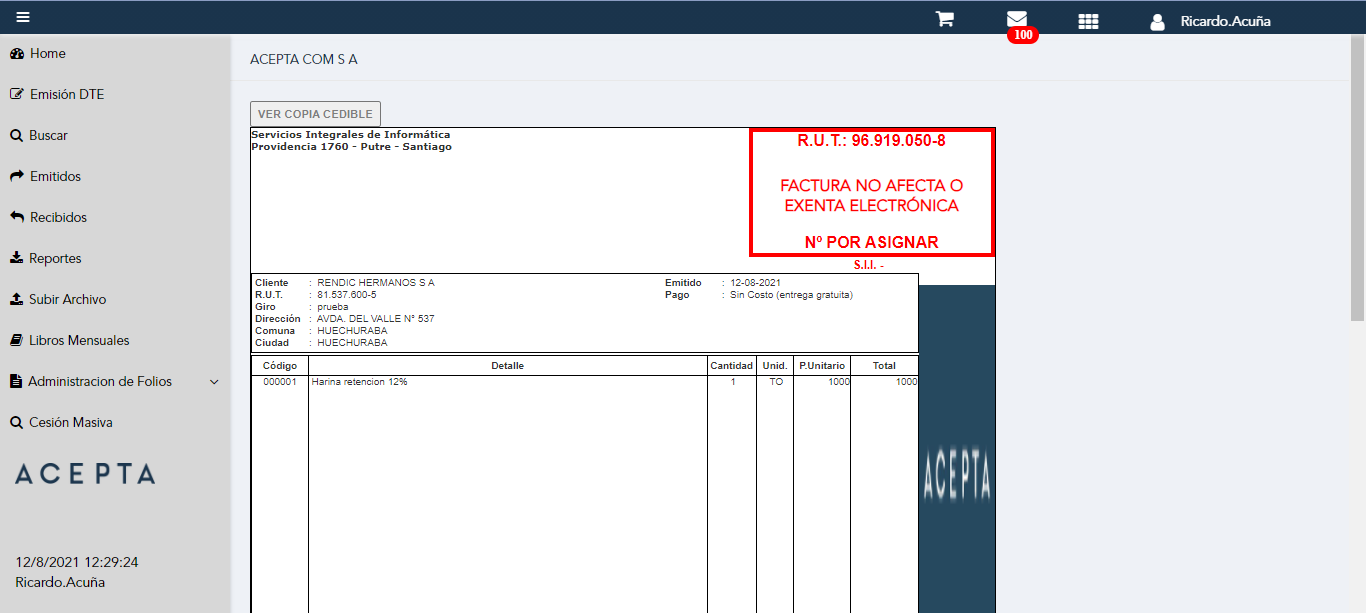 Ricardo.Acuña
100
Home
Emisión DTE
Buscar
Emitidos
Recibidos
Reportes
Subir Archivo
Libros Mensuales
Administracion de Folios
Cesión Masiva
ACEPTA
12/8/2021 12:29:24
Ricardo.Acuña
ACEPTA COM S A
VER COPIA CEDIBLE
Servicios Integrales de Informática
Providencia 1760 - Putre - Santiago
R.U.T.: 96.919.050-8
FACTURA NO AFECTA O
EXENTA ELECTRÓNICA
Nº POR ASIGNAR
S.I.I. -
Cliente : RENDIC HERMANOS S A Emitido : 12-08-2021
R.U.T. : 81.537.600-5 Pago : Sin Costo (entrega gratuita)
Giro : prueba
Dirección : AVDA. DEL VALLE N° 537
Comuna : HUECHURABA
Ciudad : HUECHURABA
Código Detalle Cantidad Unid. P.Unitario Total
000001 Harina retencion 12% 1 TO 1000 1000
ACEPTA